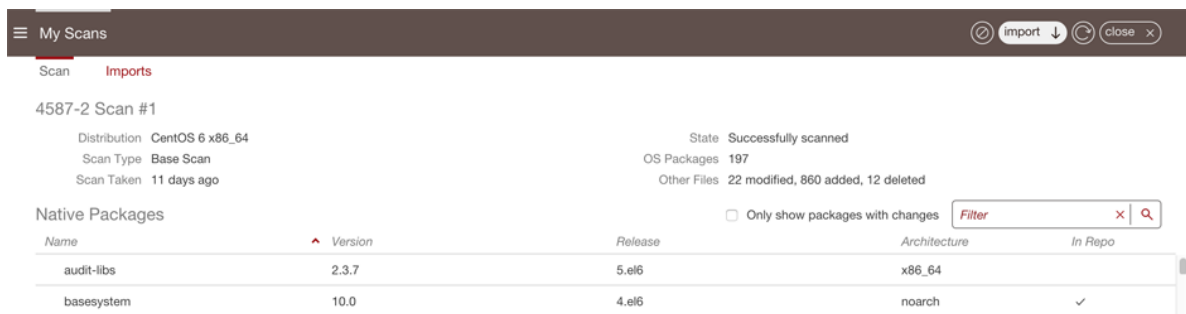 My Scans import close
Scan Imports
4587-2 Scan #1
Distribution CentOS 6 x86_64 State Successfully scanned
Scan Type Base Scan OS Packages 197
Scan Taken 11 days ago Other Files 22 modified, 860 added, 12 deleted
Native Packages Only show packages with changes Filter
Name Version Release Architecture In Repo
audit-libs 2.3.7 5.el6 x86_64
basesystem 10.0 4.el6 noarch